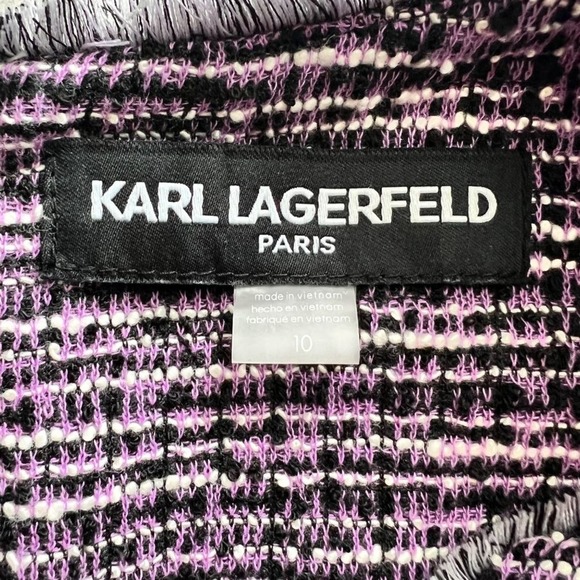 KARL LAGERFELD
PARIS
made in vietnam
hecho en vietnam
fabriqué en vietnam
10